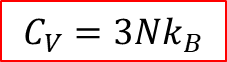 C_V = 3Nk_B